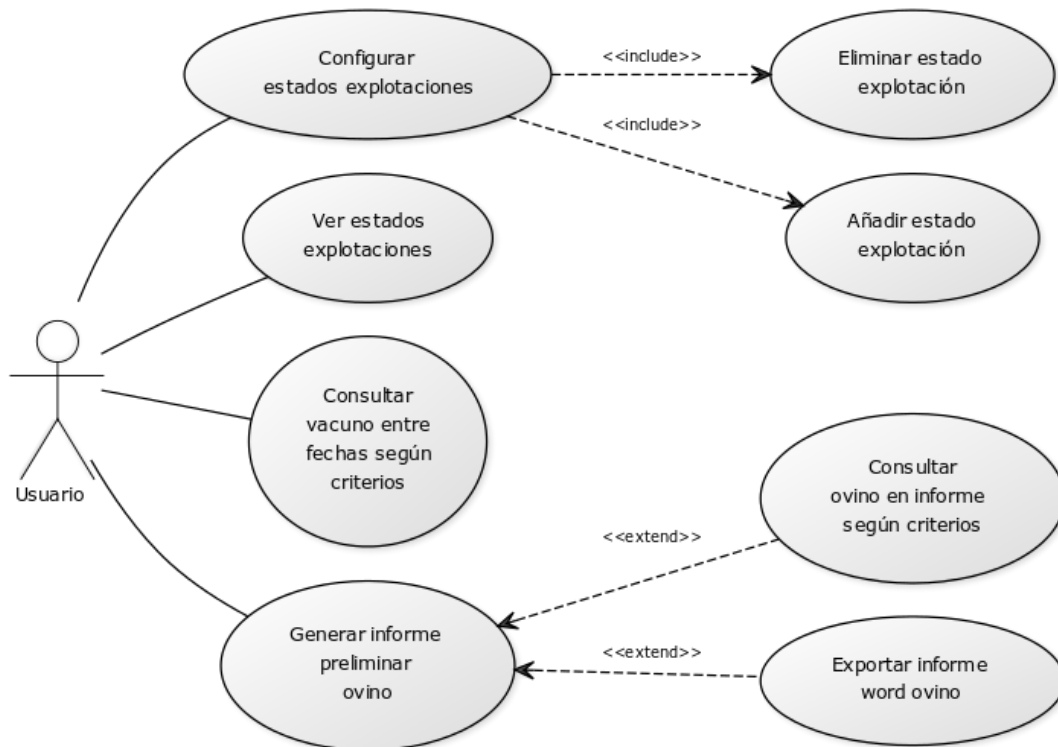 Configurar
estados explotaciones
<<include>>
Eliminar estado
explotación
<<include>>
Ver estados
explotaciones
Añadir estado
explotación
Consultar
vacuno entre
fechas según
criterios
Usuario
Consultar
ovino en informe
según criterios
<<extend>>
Generar informe
preliminar
ovino
<<extend>>
Exportar informe
word ovino